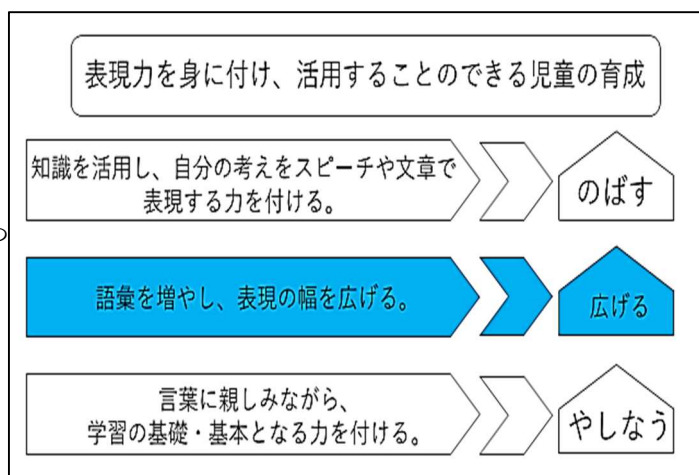 表現力を身に付け、活用することのできる児童の育成
知識を活用し、自分の考えをスピーチや文章で
表現する力を付ける。
のばす
語彙を増やし、表現の幅を広げる。
広げる
言葉に親しみながら、
学習の基礎・基本となる力を付ける。
やしなう